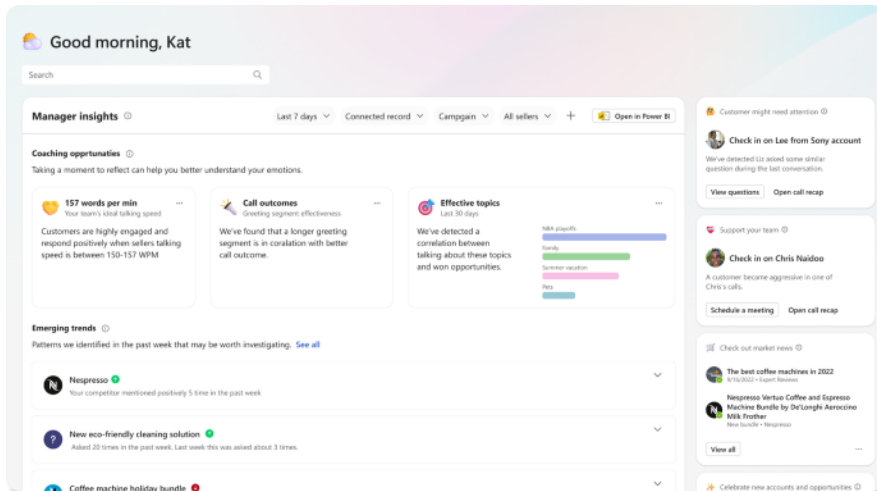 Good morning, Kat
Search
Manager insights
Last 7 days
Connected record
Campgain
All sellers
Open in Power BI
Coaching opprtunaties
Taking a moment to reflect can help you better understand your emotions.
157 words per min
Your team's ideal talking speed
Customers are highly engaged and
respond positively when sellers talking
speed is between 150-157 WPM
Call outcomes
Greeting segment effectiveness
We've found that a longer greeting
segment is in coralation with better
call outcome.
Effective topics
Last 30 days
We've detected a
correlation between
talking about these topics
and won opportunities.
NBA playoffs
Family
Summer vacation
Pets
Emerging trends
Patterns we identified in the past week that may be worth investigating. See all
Nespresso
Your competitor mentioned positively 5 time in the past week
New eco-friendly cleaning solution
Asked 20 times in the past week. Last week this was asked about 3 times.
Coffee machine holiday bundle
Customer might need attention
Check in on Lee from Sony account
We've detected Liz asked some similar
question during the last conversation.
View questions
Open call recap
Support your team
Check in on Chris Naidoo
A customer became aggressive in one of
Chris's calls.
Schedule a meeting
Open call recap
Check out market news
The best coffee machines in 2022
9/16/2022 • Expert Reviews
Nespresso Vertuo Coffee and Espresso
Machine Bundle by De'Longhi Aeroccino
Milk Frother
New bundle • Nespresso
View all
Celebrate new accounts and opportunities